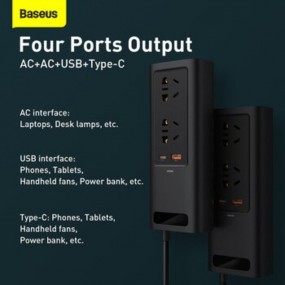 Baseus
Four Ports Output
AC+AC+USB+Type-C
AC interface:
Laptops, Desk lamps, etc.
USB interface:
Phones, Tablets,
Handheld fans, Power bank, etc.
Type-C: Phones, Tablets,
Handheld fans,
Power bank, etc.